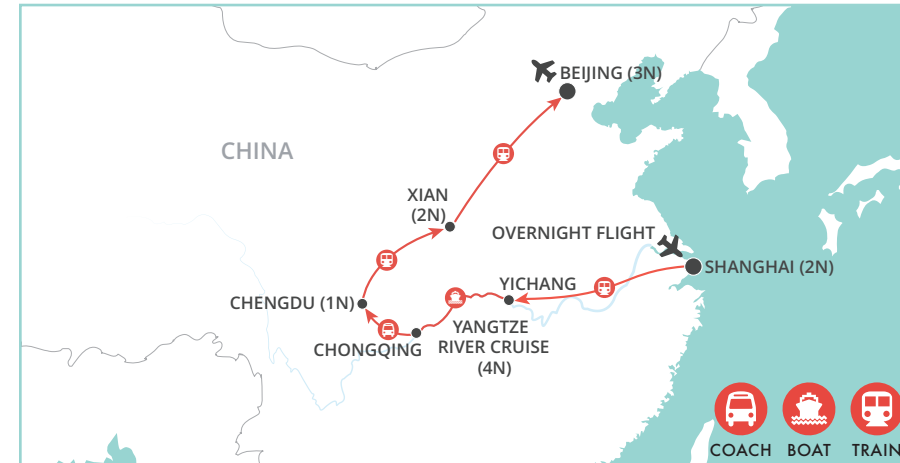 BEIJING (3N)
CHINA
XIAN
(2N)
OVERNIGHT FLIGHT
SHANGHAI (2N)
YICHANG
CHENGDU (1N)
CHONGQING
YANGTZE
RIVER CRUISE
(4N)
COACH
BOAT
TRAIN